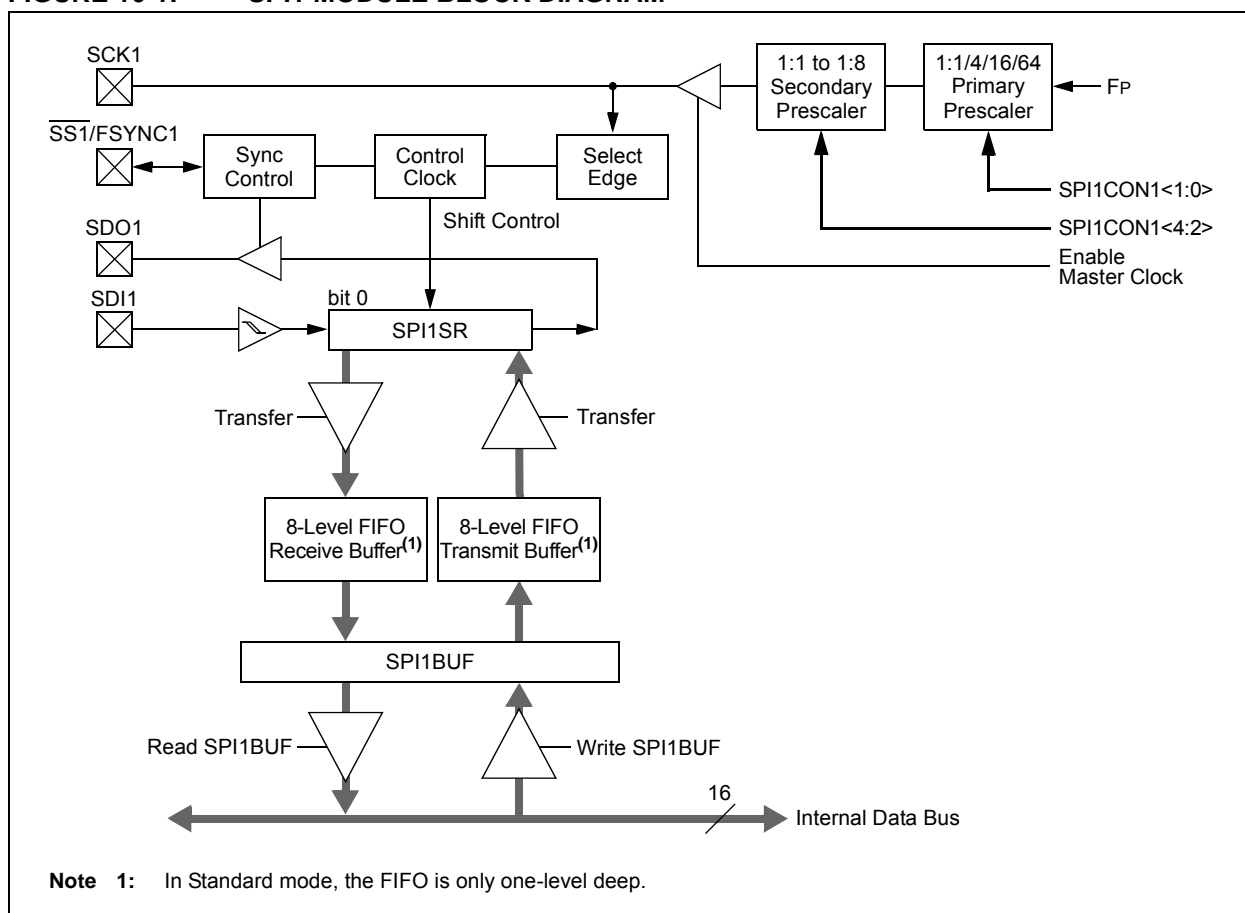 SCK1
1:1 to 1:8
Secondary
Prescaler
1:1/4/16/64
Primary
Prescaler
FP
SS1/FSYNC1
Sync
Control
Control
Clock
Select
Edge
SPI1CON1<1:0>
Shift Control
SPI1CON1<4:2>
SDO1
Enable
Master Clock
SDI1
bit 0
SPI1SR
Transfer
Transfer
8-Level FIFO
Receive Buffer(1)
8-Level FIFO
Transmit Buffer(1)
SPI1BUF
Read SPI1BUF
Write SPI1BUF
16
Internal Data Bus
Note 1: In Standard mode, the FIFO is only one-level deep.